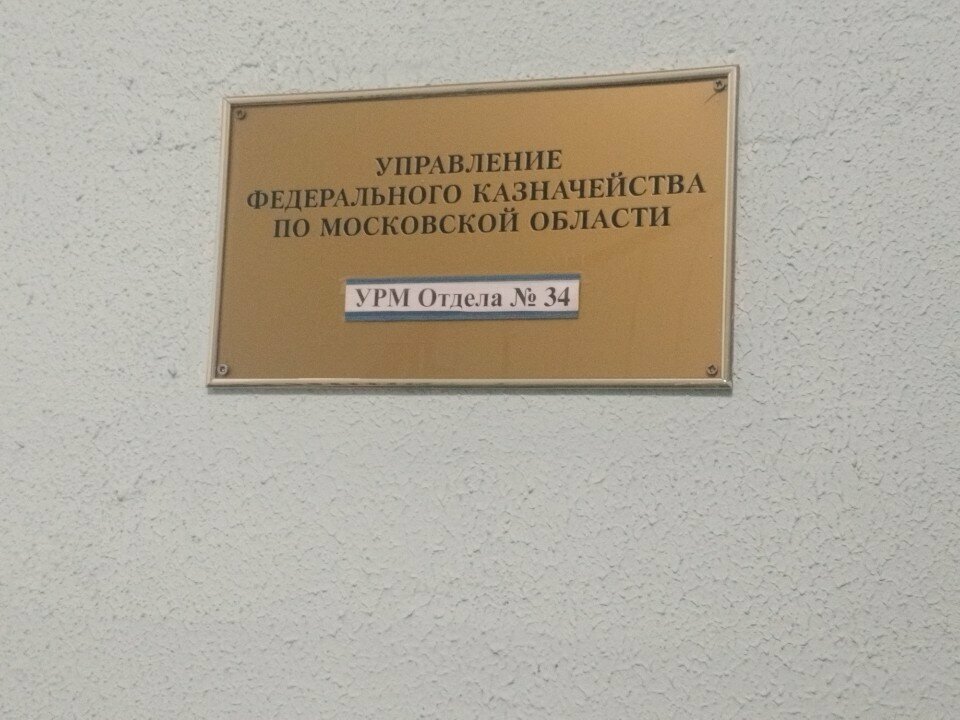 УПРАВЛЕНИЕ
ФЕДЕРАЛЬНОГО КАЗНАЧЕЙСТВА
ПО МОСКОВСКОЙ ОБЛАСТИ
УРМ Отдела № 34